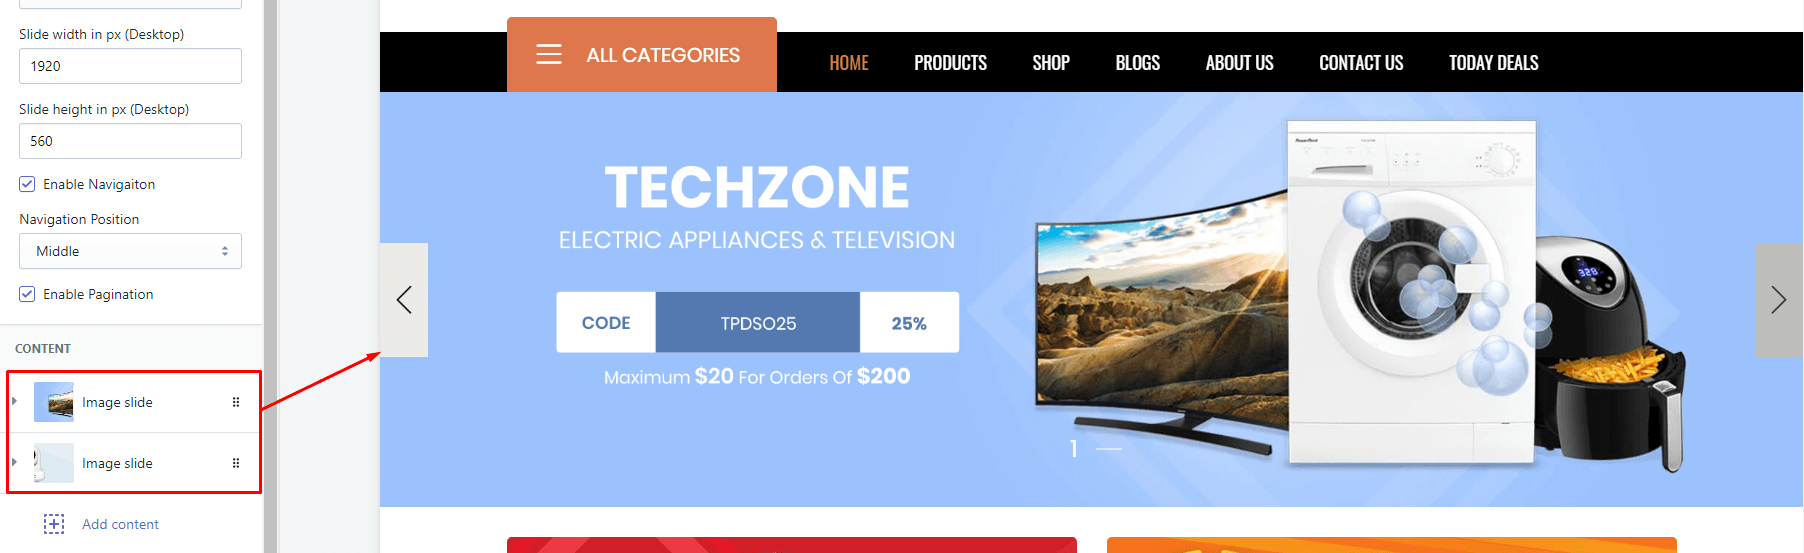 Slide width in px (Desktop)
1920
Slide height in px (Desktop)
560
Enable Navigaiton
Navigation Position
Middle
Enable Pagination
CONTENT
Image slide
Image slide
Add content
ALL CATEGORIES
HOME PRODUCTS SHOP BLOGS ABOUT US CONTACT US TODAY DEALS
TECHZONE
ELECTRIC APPLIANCES & TELEVISION
CODE TPDSO25 25%
Maximum $20 For Orders Of $200
1
PowerPoint
328